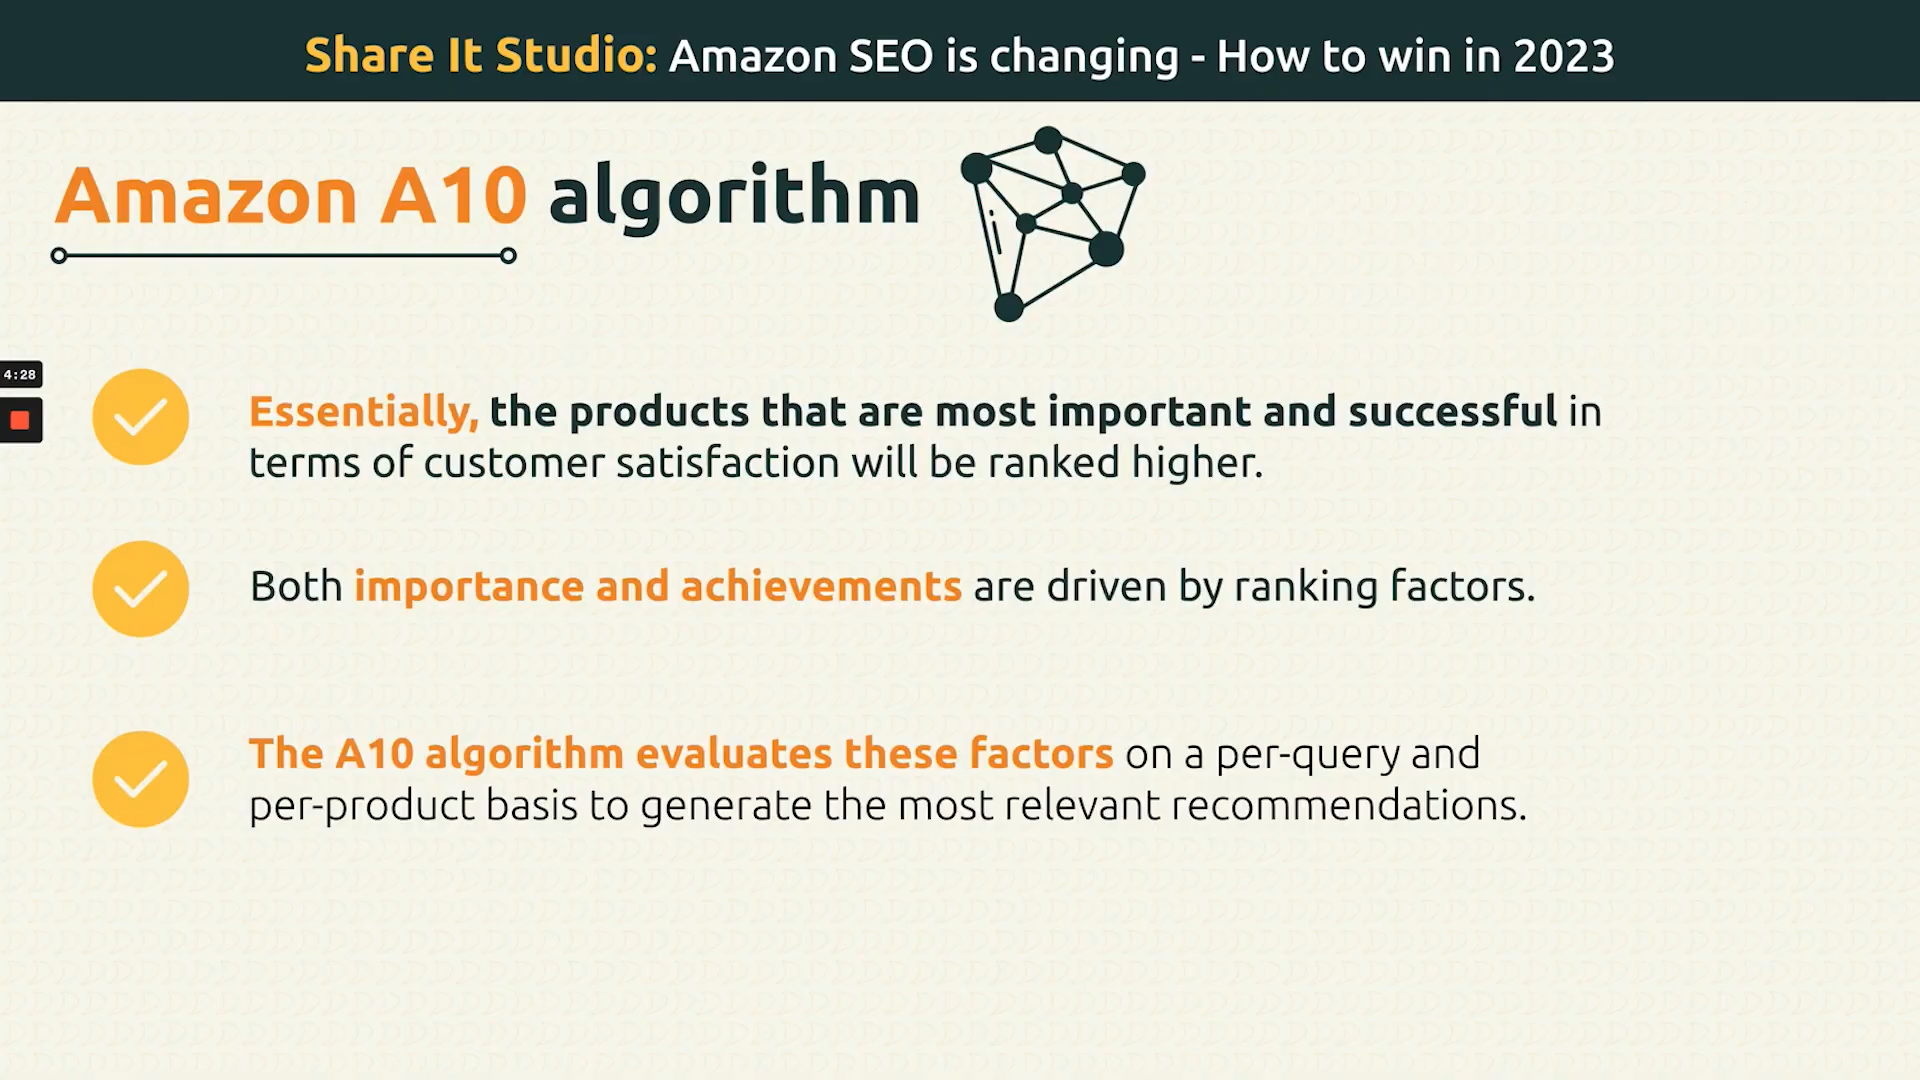 Share It Studio: Amazon SEO is changing - How to win in 2023
Amazon A10 algorithm
4:28
Essentially, the products that are most important and successful in
terms of customer satisfaction will be ranked higher.
Both importance and achievements are driven by ranking factors.
The A10 algorithm evaluates these factors on a per-query and
per-product basis to generate the most relevant recommendations.